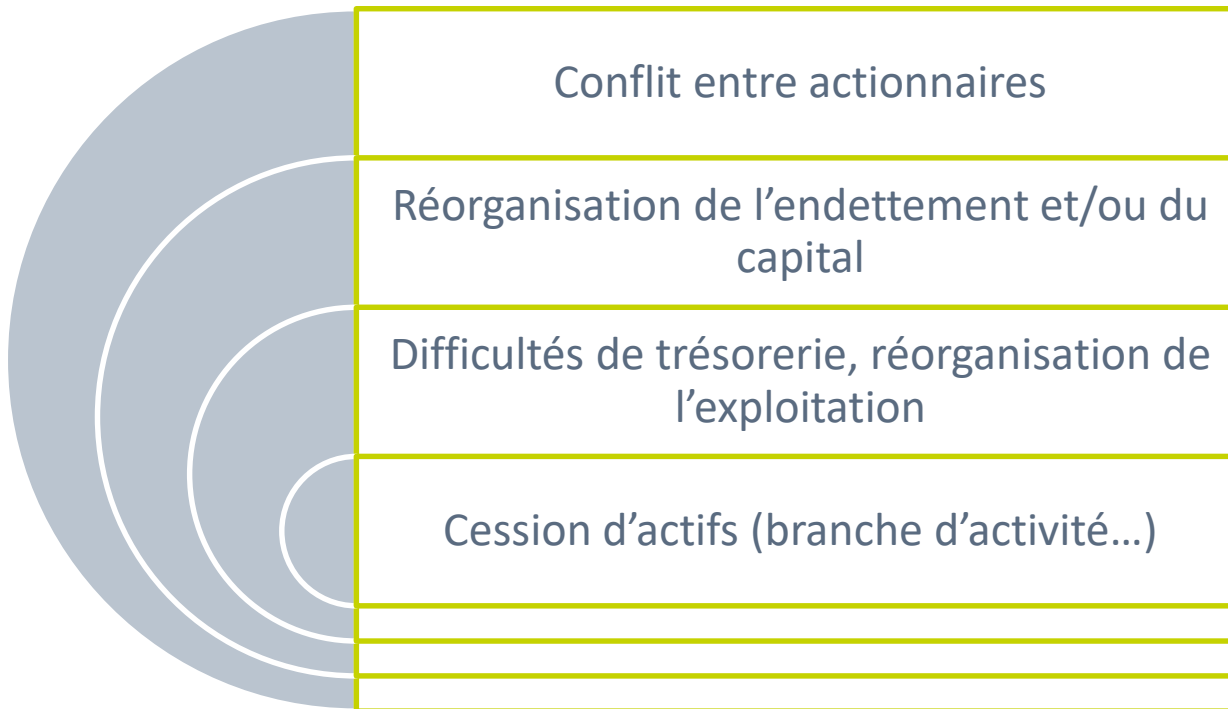 Conflit entre actionnaires
Réorganisation de l’endettement et/ou du
capital
Difficultés de trésorerie, réorganisation de
l’exploitation
Cession d’actifs (branche d’activité…)